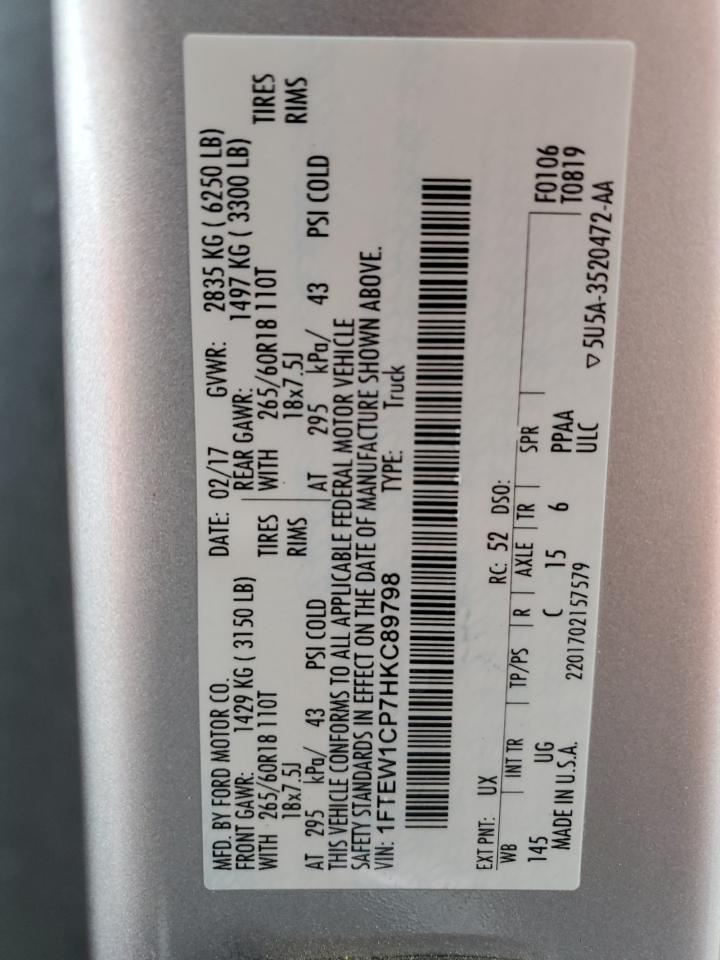 MFD. BY FORD MOTOR CO. DATE: 02/17 GVWR: 2835 KG ( 6250 LB)
FRONT GAWR: 1429 KG ( 3150 LB) REAR GAWR: 1497 KG ( 3300 LB)
WITH 265/60R18 110T TIRES WITH 265/60R18 110T TIRES
18x7.5J RIMS 18x7.5J RIMS
AT 295 kPa/ 43 PSI COLD AT 295 kPa/ 43 PSI COLD
THIS VEHICLE CONFORMS TO ALL APPLICABLE FEDERAL MOTOR VEHICLE
SAFETY STANDARDS IN EFFECT ON THE DATE OF MANUFACTURE SHOWN ABOVE.
VIN: 1FTEW1CP7HKC89798 TYPE: Truck
EXT PNT: UX RC: 52 DSO:
WB INT TR TP/PS R AXLE TR SPR F0106
145 UG C 15 6 PPAA T0819
ULC
MADE IN U.S.A. 2201702157579 ▽ 5U5A-3520472-AA